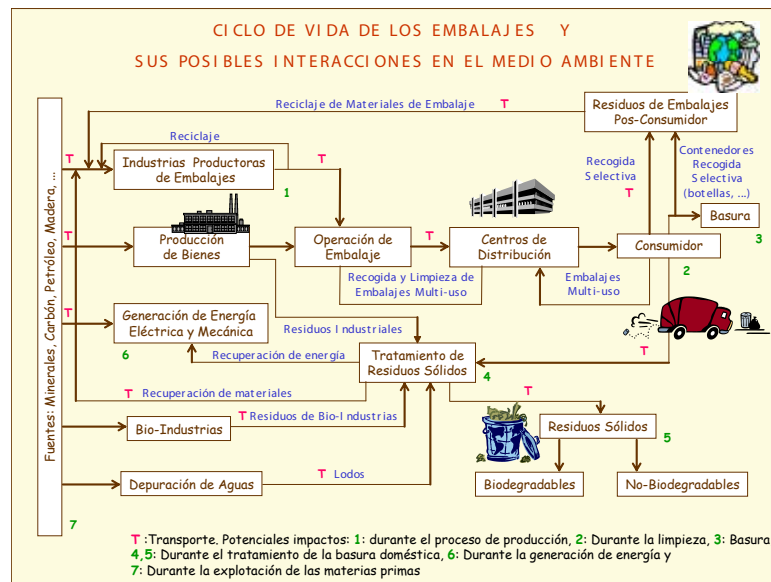 CICLO DE VIDA DE LOS EMBALAJES Y
SUS POSIBLES INTERACCIONES EN EL MEDIO AMBIENTE
Fuentes: Minerales, Carbón, Petróleo, Madera, ...
Reciclaje de Materiales de Embalaje T
Residuos de Embalajes
Pos-Consumidor
Reciclaje
T
Industrias Productoras
de Embalajes
T
1
Recogida
Selectiva
T
Contenedores
Recogida
Selectiva
(botellas, ...)
Basura
3
T
Producción
de Bienes
Operación de
Embalaje
T
Centros de
Distribución
Consumidor
2
Recogida y Limpieza de
Embalajes Multi-uso
Embalajes
Multi-uso
T
Generación de Energía
Eléctrica y Mecánica
6
Residuos Industriales
Recuperación de energía
Tratamiento de
Residuos Sólidos
4
T
T Recuperación de materiales
T
Bio-Industrias
T Residuos de Bio-Industrias
Residuos Sólidos
5
Depuración de Aguas
T Lodos
Biodegradables
No-Biodegradables
7
T :Transporte. Potenciales impactos: 1: durante el proceso de producción, 2: Durante la limpieza, 3: Basura
4,5: Durante el tratamiento de la basura doméstica, 6: Durante la generación de energía y
7: Durante la explotación de las materias primas